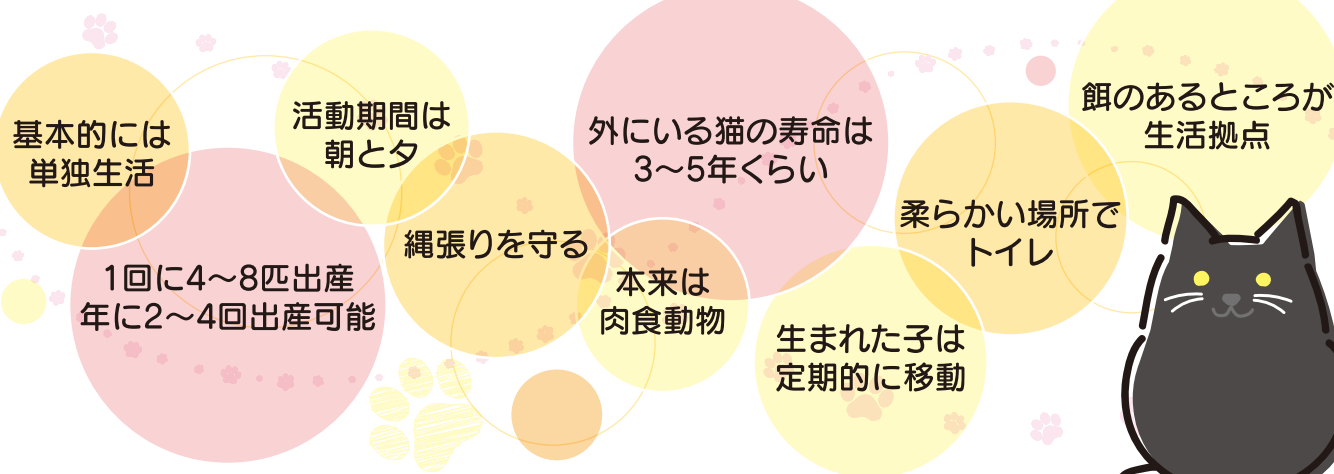 基本的には
単独生活
1回に4～8匹出産
年に2～4回出産可能
活動期間は
朝と夕
縄張りを守る
外にいる猫の寿命は
3～5年くらい
本来は
肉食動物
生まれた子は
定期的に移動
柔らかい場所で
トイレ
餌のあるところが
生活拠点